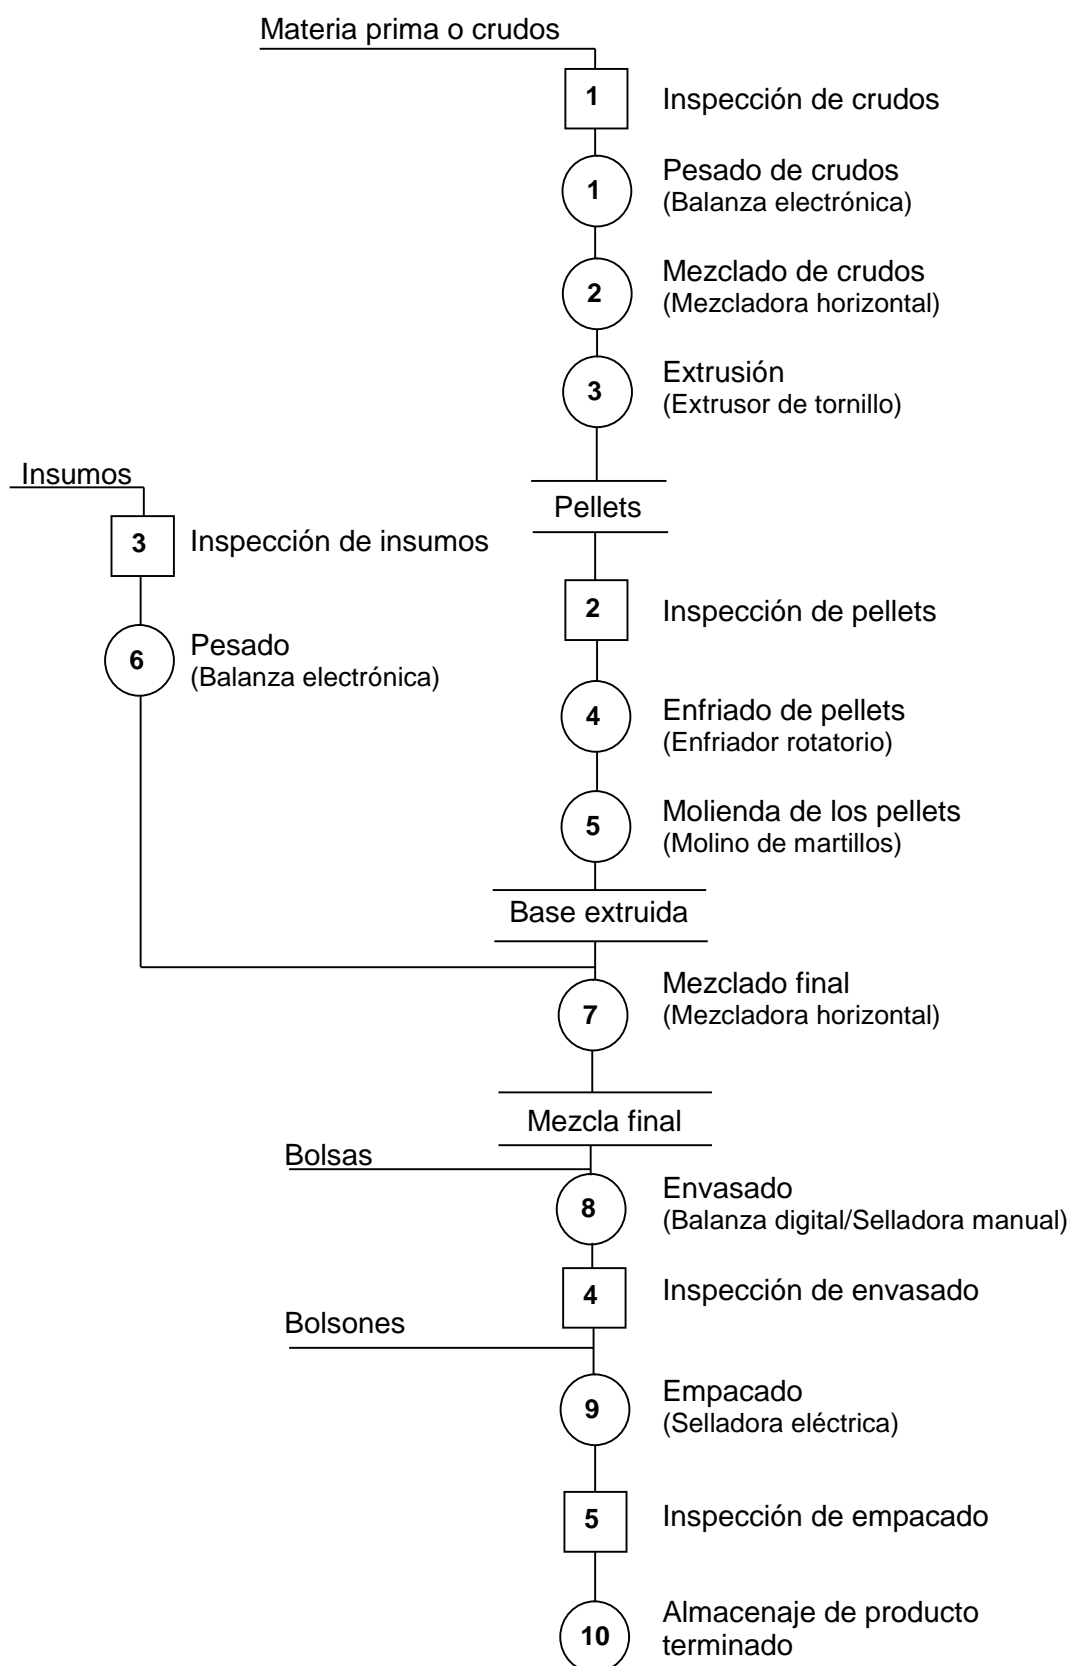 Materia prima o crudos
1
Inspección de crudos
1
Pesado de crudos
(Balanza electrónica)
2
Mezclado de crudos
(Mezcladora horizontal)
3
Extrusión
(Extrusor de tornillo)
Insumos
Pellets
3
Inspección de insumos
2
Inspección de pellets
6
Pesado
(Balanza electrónica)
4
Enfriado de pellets
(Enfriador rotatorio)
5
Molienda de los pellets
(Molino de martillos)
Base extruida
7
Mezclado final
(Mezcladora horizontal)
Mezcla final
Bolsas
8
Envasado
(Balanza digital/Selladora manual)
4
Inspección de envasado
Bolsones
9
Empacado
(Selladora eléctrica)
5
Inspección de empacado
10
Almacenaje de producto
terminado